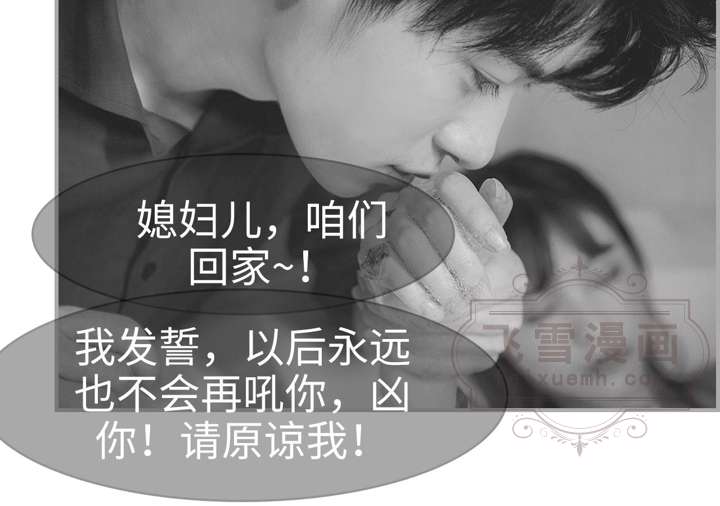 媳妇儿，咱们
回家~！
我发誓，以后永远
也不会再吼你，凶
你！请原谅我！
飞雪漫画